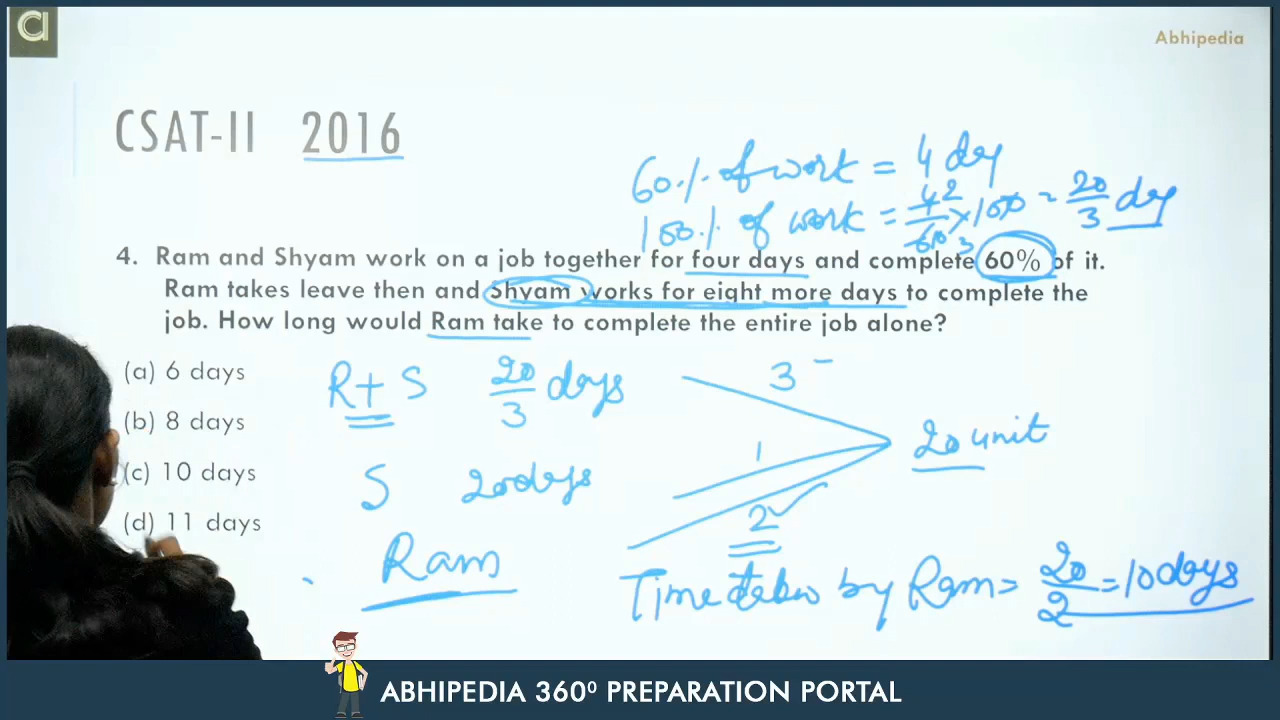 a
Abhipedia
CSAT-II 2016
60% of work = 4 day
100% of work = 4/60 × 100 = 20/3 day
4. Ram and Shyam work on a job together for four days and complete 60% of it.
Ram takes leave then and Shyam works for eight more days to complete the
job. How long would Ram take to complete the entire job alone?
(a) 6 days
(b) 8 days
(c) 10 days
(d) 11 days
R + S 20/3 days 3
S 20 days 1 20 unit
Ram 2
Time taken by Ram = 20/2 = 10 days
ABHIPEDIA 360⁰ PREPARATION PORTAL